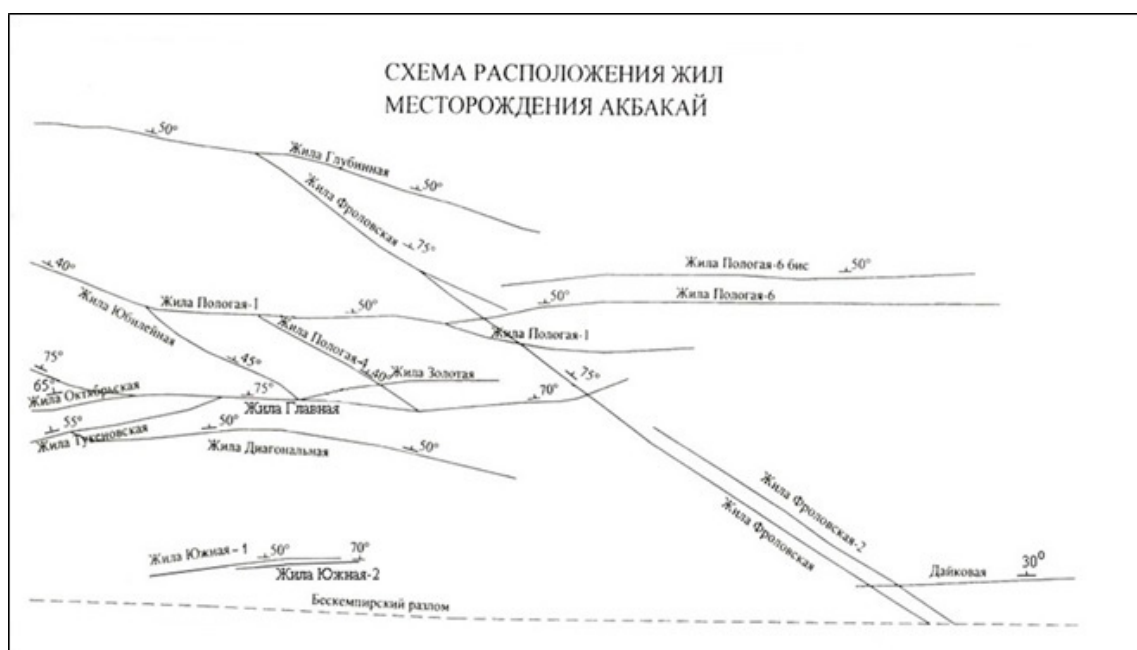 СХЕМА РАСПОЛОЖЕНИЯ ЖИЛ
МЕСТОРОЖДЕНИЯ АКБАКАЙ
50°
Жила Глубинная
50°
Жила Фроловская
75°
40°
Жила Пологая-6 бис
50°
Жила Пологая-1
50°
50°
Жила Пологая-6
Жила Юбилейная
Жила Пологая-4
Жила Пологая-1
75°
45°
40°
Жила Золотая
75°
65°
Жила Октябрьская
75°
Жила Главная
70°
55°
Жила Туксновская
50°
Жила Диагональная
50°
Жила Фроловская-2
Жила Фроловская
Жила Южная – 1
50°
70°
Жила Южная-2
Дайковая
30°
Бескемпирский разлом